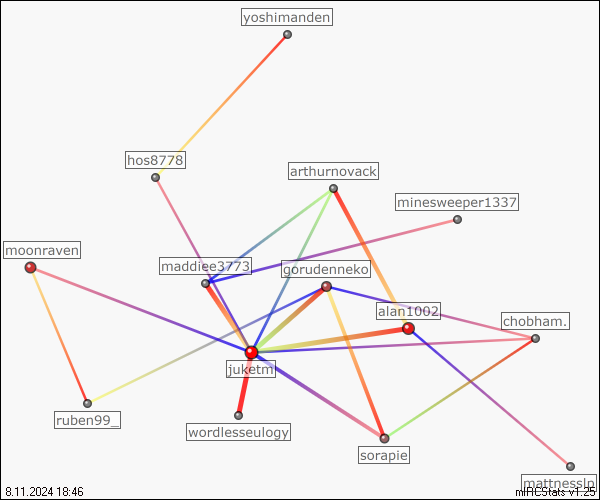 yoshimanden
hos8778
arthurnovack
minesweeper1337
moonraven
maddiee3773
gorudenneko
alan1002
chobham.
juketm
ruben99_
wordlesseulogy
sorapie
mattnesslp
8.11.2024 18:46
mIRCStats v1.25